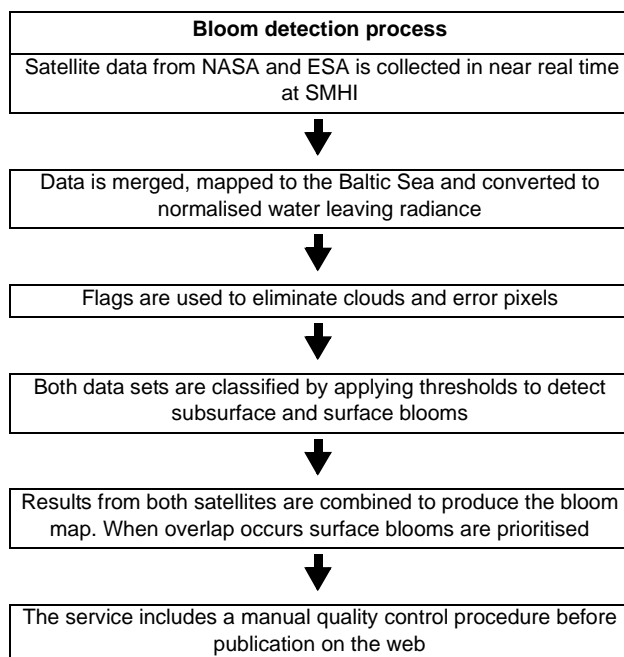 Bloom detection process
Satellite data from NASA and ESA is collected in near real time
at SMHI
Data is merged, mapped to the Baltic Sea and converted to
normalised water leaving radiance
Flags are used to eliminate clouds and error pixels
Both data sets are classified by applying thresholds to detect
subsurface and surface blooms
Results from both satellites are combined to produce the bloom
map. When overlap occurs surface blooms are prioritised
The service includes a manual quality control procedure before
publication on the web